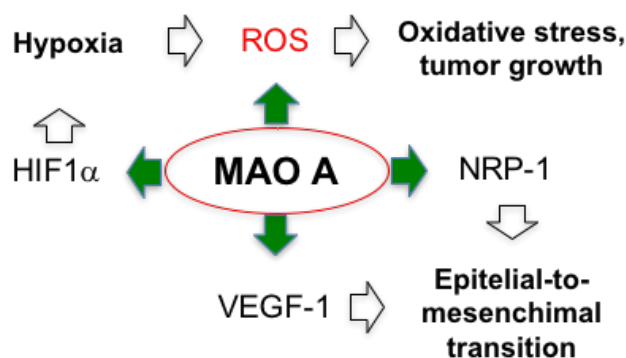 Hypoxia
ROS
Oxidative stress,
tumor growth
HIF1α
MAO A
NRP-1
VEGF-1
Epitelial-to-
mesenchimal
transition